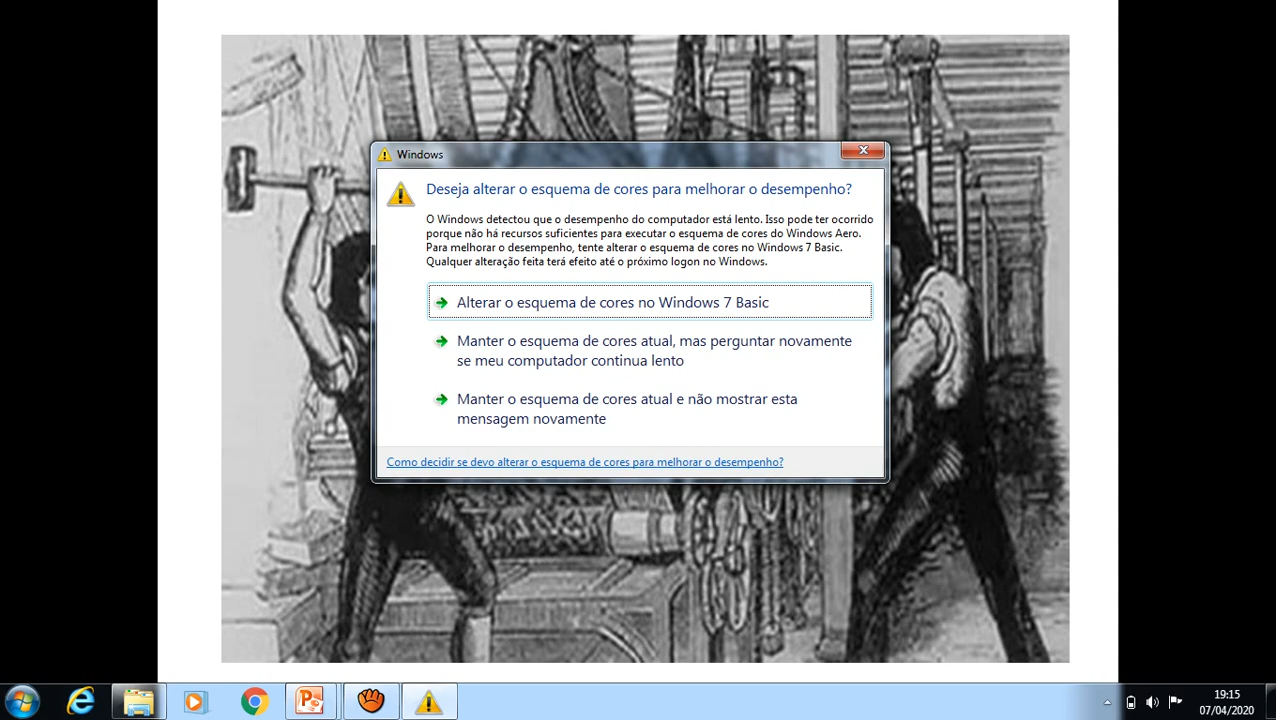 Windows
Deseja alterar o esquema de cores para melhorar o desempenho?
O Windows detectou que o desempenho do computador está lento. Isso pode ter ocorrido
porque não há recursos suficientes para executar o esquema de cores do Windows Aero.
Para melhorar o desempenho, tente alterar o esquema de cores no Windows 7 Basic.
Qualquer alteração feita terá efeito até o próximo logon no Windows.
Alterar o esquema de cores no Windows 7 Basic
Manter o esquema de cores atual, mas perguntar novamente
se meu computador continua lento
Manter o esquema de cores atual e não mostrar esta
mensagem novamente
Como decidir se devo alterar o esquema de cores para melhorar o desempenho?
19:15
07/04/2020